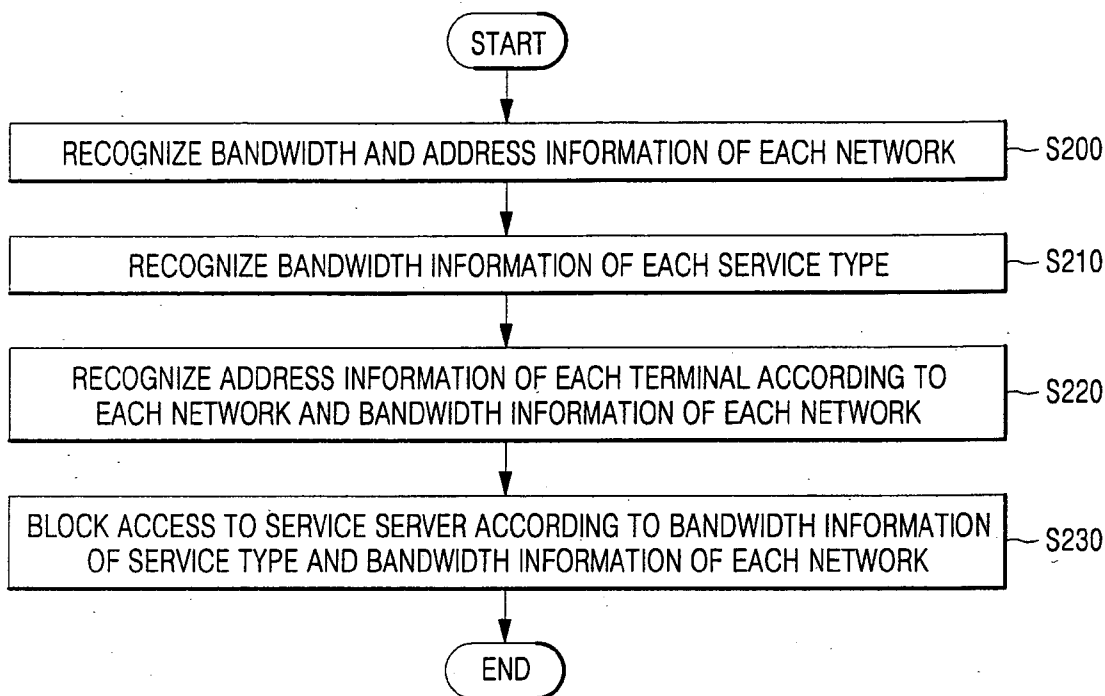 START
RECOGNIZE BANDWIDTH AND ADDRESS INFORMATION OF EACH NETWORK
S200
RECOGNIZE BANDWIDTH INFORMATION OF EACH SERVICE TYPE
S210
RECOGNIZE ADDRESS INFORMATION OF EACH TERMINAL ACCORDING TO
EACH NETWORK AND BANDWIDTH INFORMATION OF EACH NETWORK
S220
BLOCK ACCESS TO SERVICE SERVER ACCORDING TO BANDWIDTH INFORMATION
OF SERVICE TYPE AND BANDWIDTH INFORMATION OF EACH NETWORK
S230
END